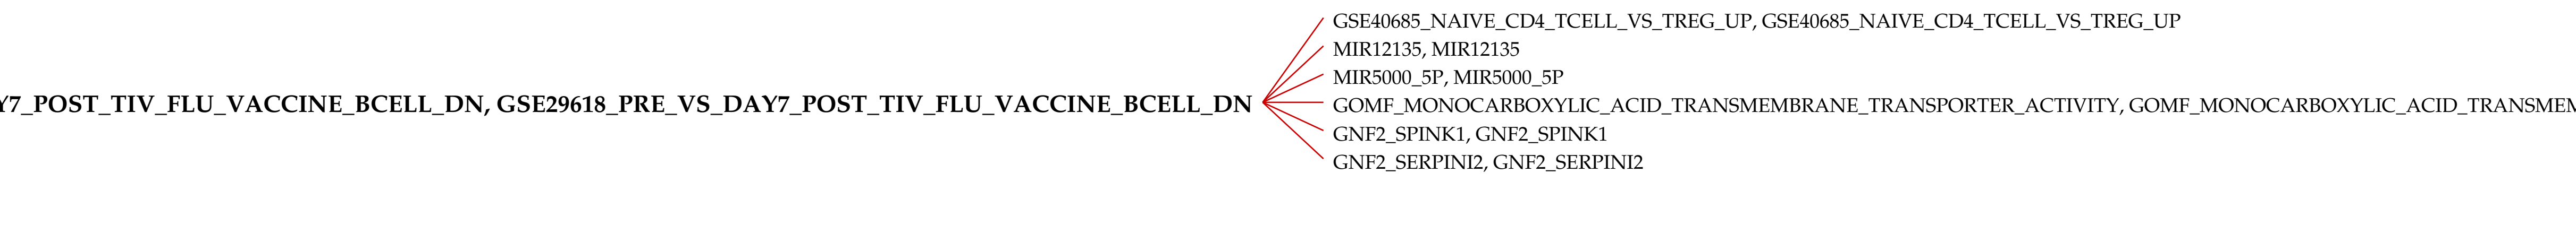 GSE40685_NAIVE_CD4_TCELL_VS_TREG_UP, GSE40685_NAIVE_CD4_TCELL_VS_TREG_UP
MIR12135, MIR12135
MIR5000_5P, MIR5000_5P
Y7_POST_TIV_FLU_VACCINE_BCELL_DN, GSE29618_PRE_VS_DAY7_POST_TIV_FLU_VACCINE_BCELL_DN
GOMF_MONOCARBOXYLIC_ACID_TRANSMEMBRANE_TRANSPORTER_ACTIVITY, GOMF_MONOCARBOXYLIC_ACID_TRANSMEM
GNF2_SPINK1, GNF2_SPINK1
GNF2_SERPINI2, GNF2_SERPINI2